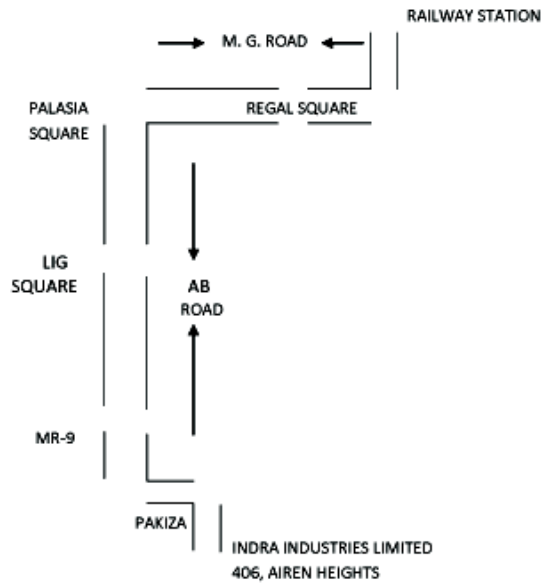 RAILWAY STATION
M. G. ROAD
PALASIA
SQUARE
REGAL SQUARE
LIG
SQUARE
AB
ROAD
MR-9
PAKIZA
INDRA INDUSTRIES LIMITED
406, AIREN HEIGHTS